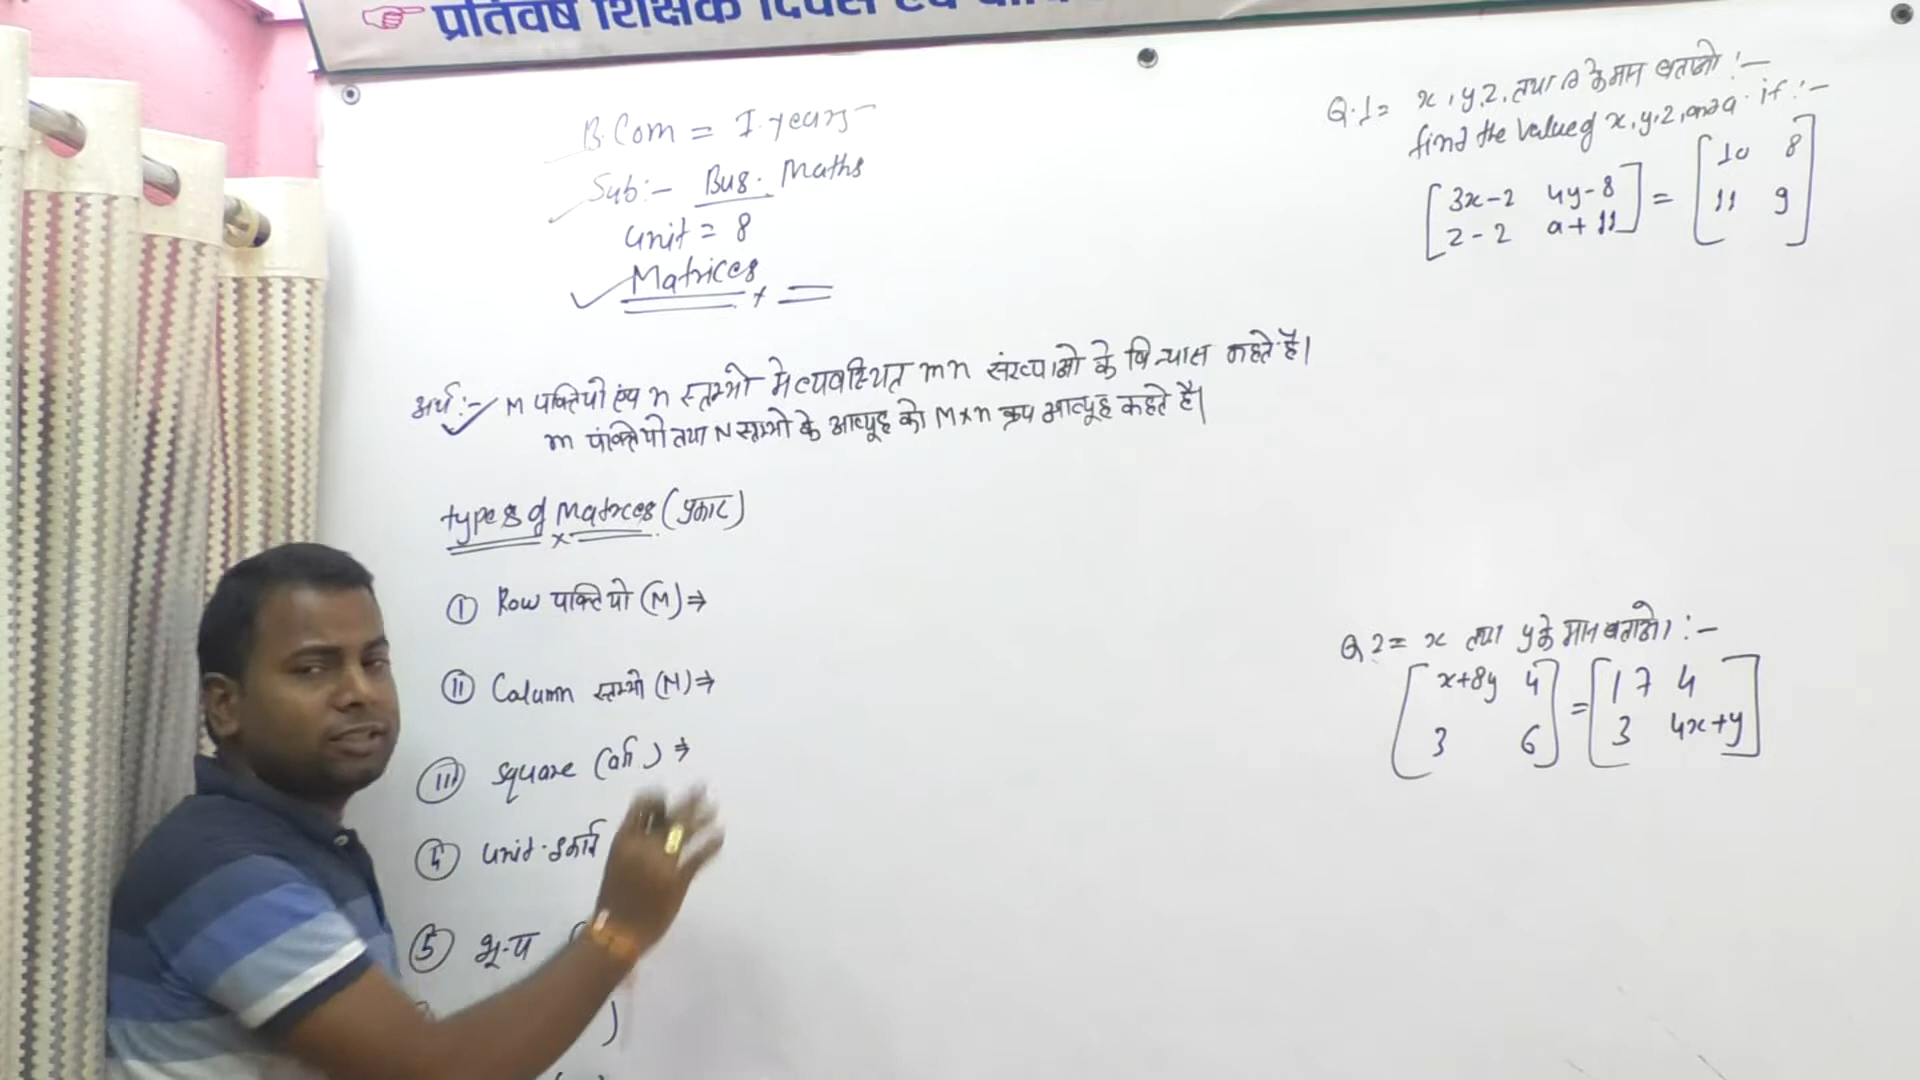 ☞ प्रतिवर्ष शिक्षक दिवस एवं
B.Com = I.years
Sub:- Bus. Maths
Unit = 8
Matrices
अर्थ:- M पक्तियो एंव n स्तम्भो मे व्यवस्थित mn संख्याओ के विन्यास कहते है।
m पंक्तियो तथा N स्तम्भो के आव्यूह को M×n क्रम आव्यूह कहते है।
types of Matrices (प्रकार)
① Row पक्तियो (M) ⇒
⑪ Column स्तम्भो (N) ⇒
(III) Square (वर्ग) ⇒
④ unit. इकाई
⑤ शून्य (
)
Q.1= x, y, z, तथा a के मान बताओ :-
find the value of x, y, z, and a. if :-
[3x-2 4y-8] = [10 8]
[z-2 a+11] [11 9]
Q 2= x तथा y के मान बताओ। :-
[x+8y 4] = [17 4]
[3 6] [3 4x+y]